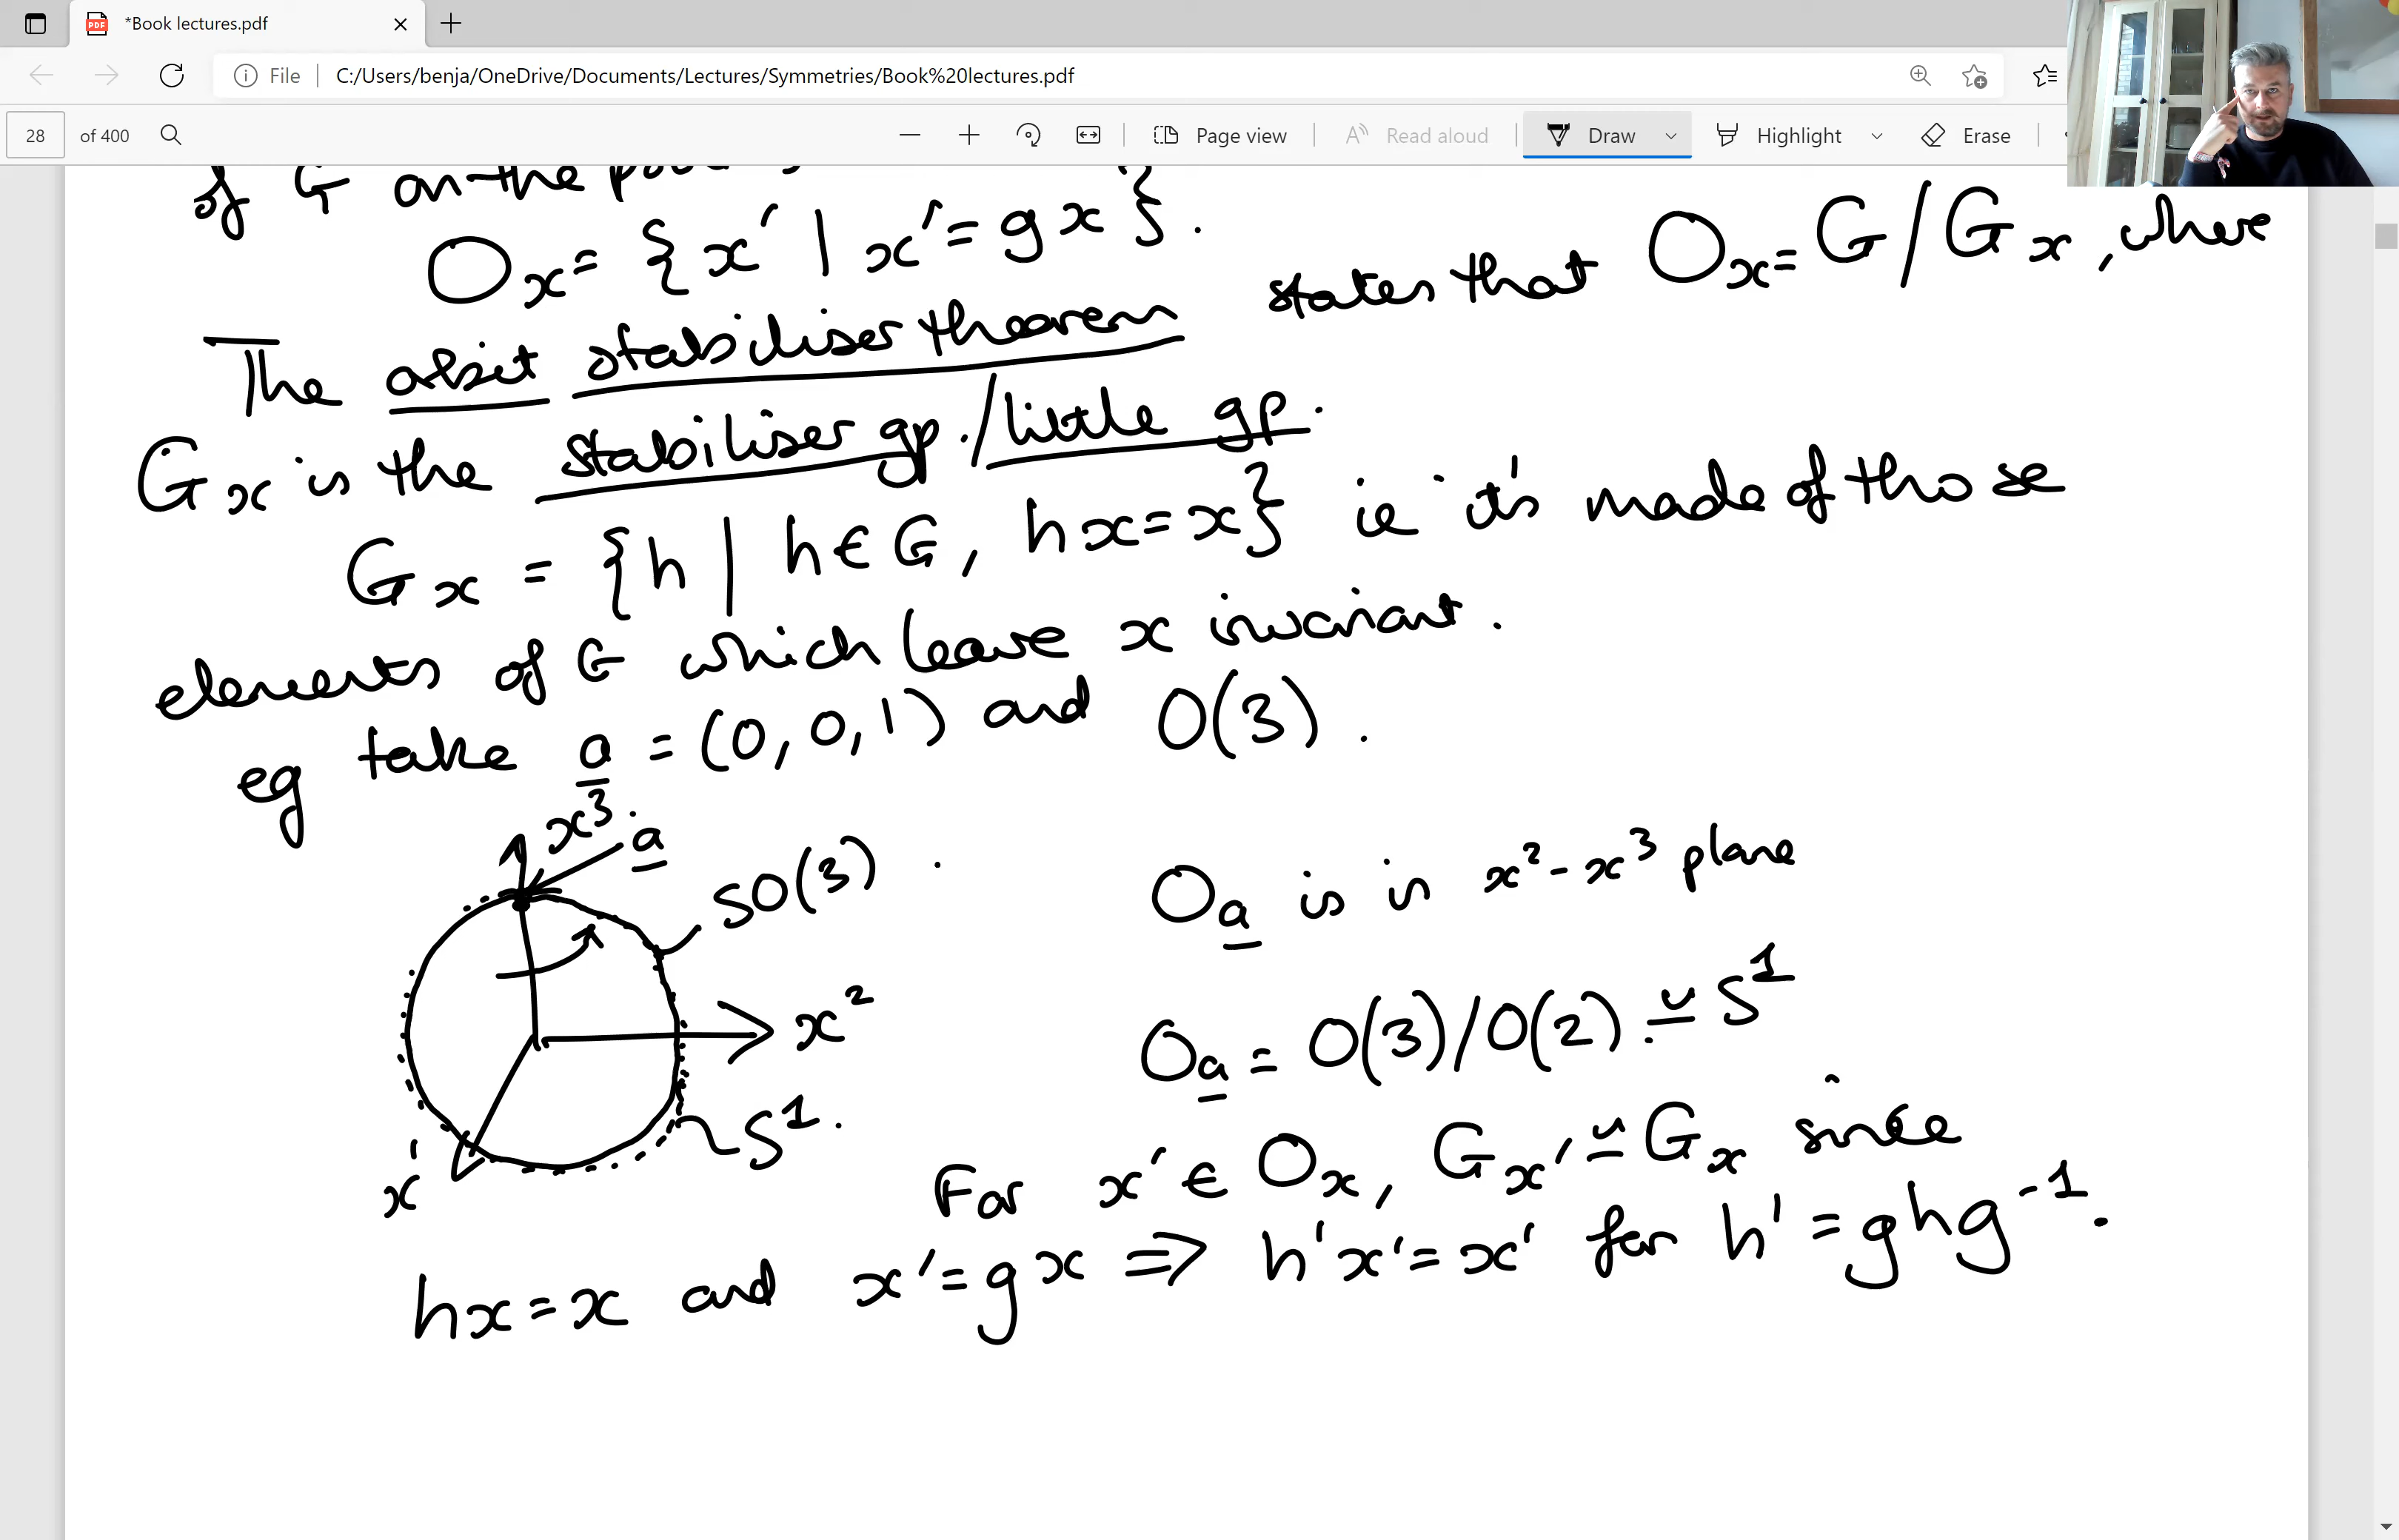 *Book lectures.pdf
File C:/Users/benja/OneDrive/Documents/Lectures/Symmetries/Book%20lectures.pdf
28 of 400 Page view Read aloud Draw Highlight Erase
of G on the
Oₓ = {x′ | x′ = gx}.
The orbit stabiliser theorem states that Oₓ = G/Gₓ, where
Gₓ is the stabiliser gp./little gp.
Gₓ = {h | h ∈ G, hx = x} ie it's made of those
elements of G which leave x invariant.
eg take a = (0, 0, 1) and O(3).
x³.
a
SO(3).
Oₐ is in x²-x³ plane
x²
Oₐ = O(3)/O(2) ≃ S¹
S¹.
x¹
For x′ ∈ Oₓ, Gₓ′ ≃ Gₓ since
hx = x and x′ = gx ⇒ h′x′ = x′ for h′ = ghg⁻¹.